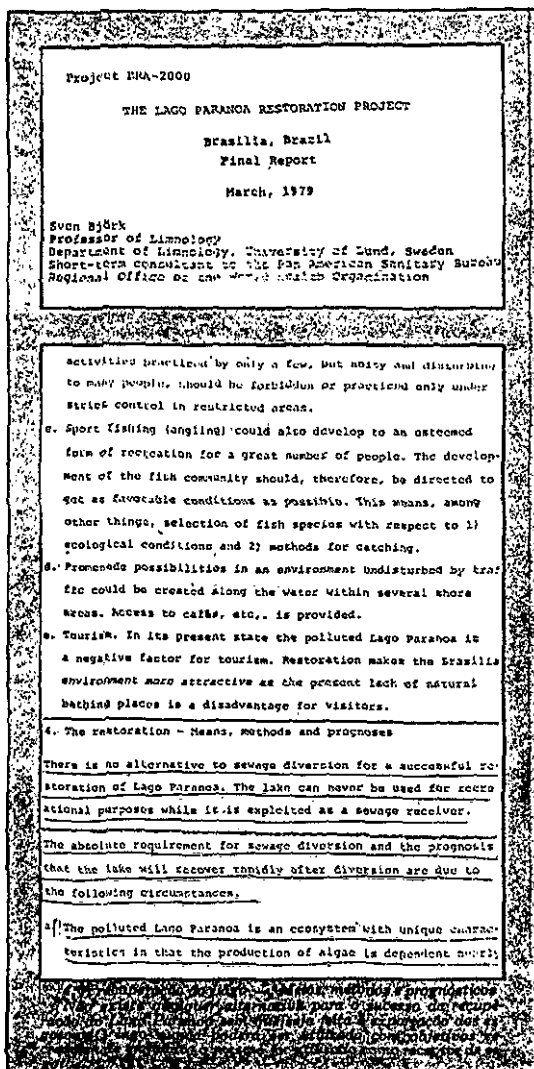 Project BRA-2000
THE LAGO PARANOA RESTORATION PROJECT
Brasilia, Brazil
Final Report
March, 1979
Sven Björk
Professor of Limnology
Department of Limnology, University of Lund, Sweden
Short-term consultant to the Pan American Sanitary Bureau
Regional Office of the World Health Organization
activities practiced by only a few, but noisy and disturbing
to many people, should be forbidden or practiced only under
strict control in restricted areas.
c. Sport fishing (angling) could also develop to an esteemed
form of recreation for a great number of people. The develop-
ment of the fish community should, therefore, be directed to
get as favorable conditions as possible. This means, among
other things, selection of fish species with respect to 1)
ecological conditions and 2) methods for catching.
d. Promenade possibilities in an environment undisturbed by traf
fic could be created along the water within several shore
areas. Access to cafés, etc,. is provided.
e. Tourism. In its present state the polluted Lago Paranoa is
a negative factor for tourism. Restoration makes the Brasilia
environment more attractive as the present lack of natural
bathing places is a disadvantage for visitors.
4. The restoration - Means, methods and prognoses
There is no alternative to sewage diversion for a successful re-
storation of Lago Paranoa. The lake can never be used for recre
ational purposes while it is exploited as a sewage receiver.
The absolute requirement for sewage diversion and the prognosis
that the lake will recover rapidly after diversion are due to
the following circumstances.
a) The polluted Lago Paranoa is an ecosystem with unique charac-
teristics in that the production of algae is dependent
métodos e prognósticos
alternativa para o sucesso da recupe-